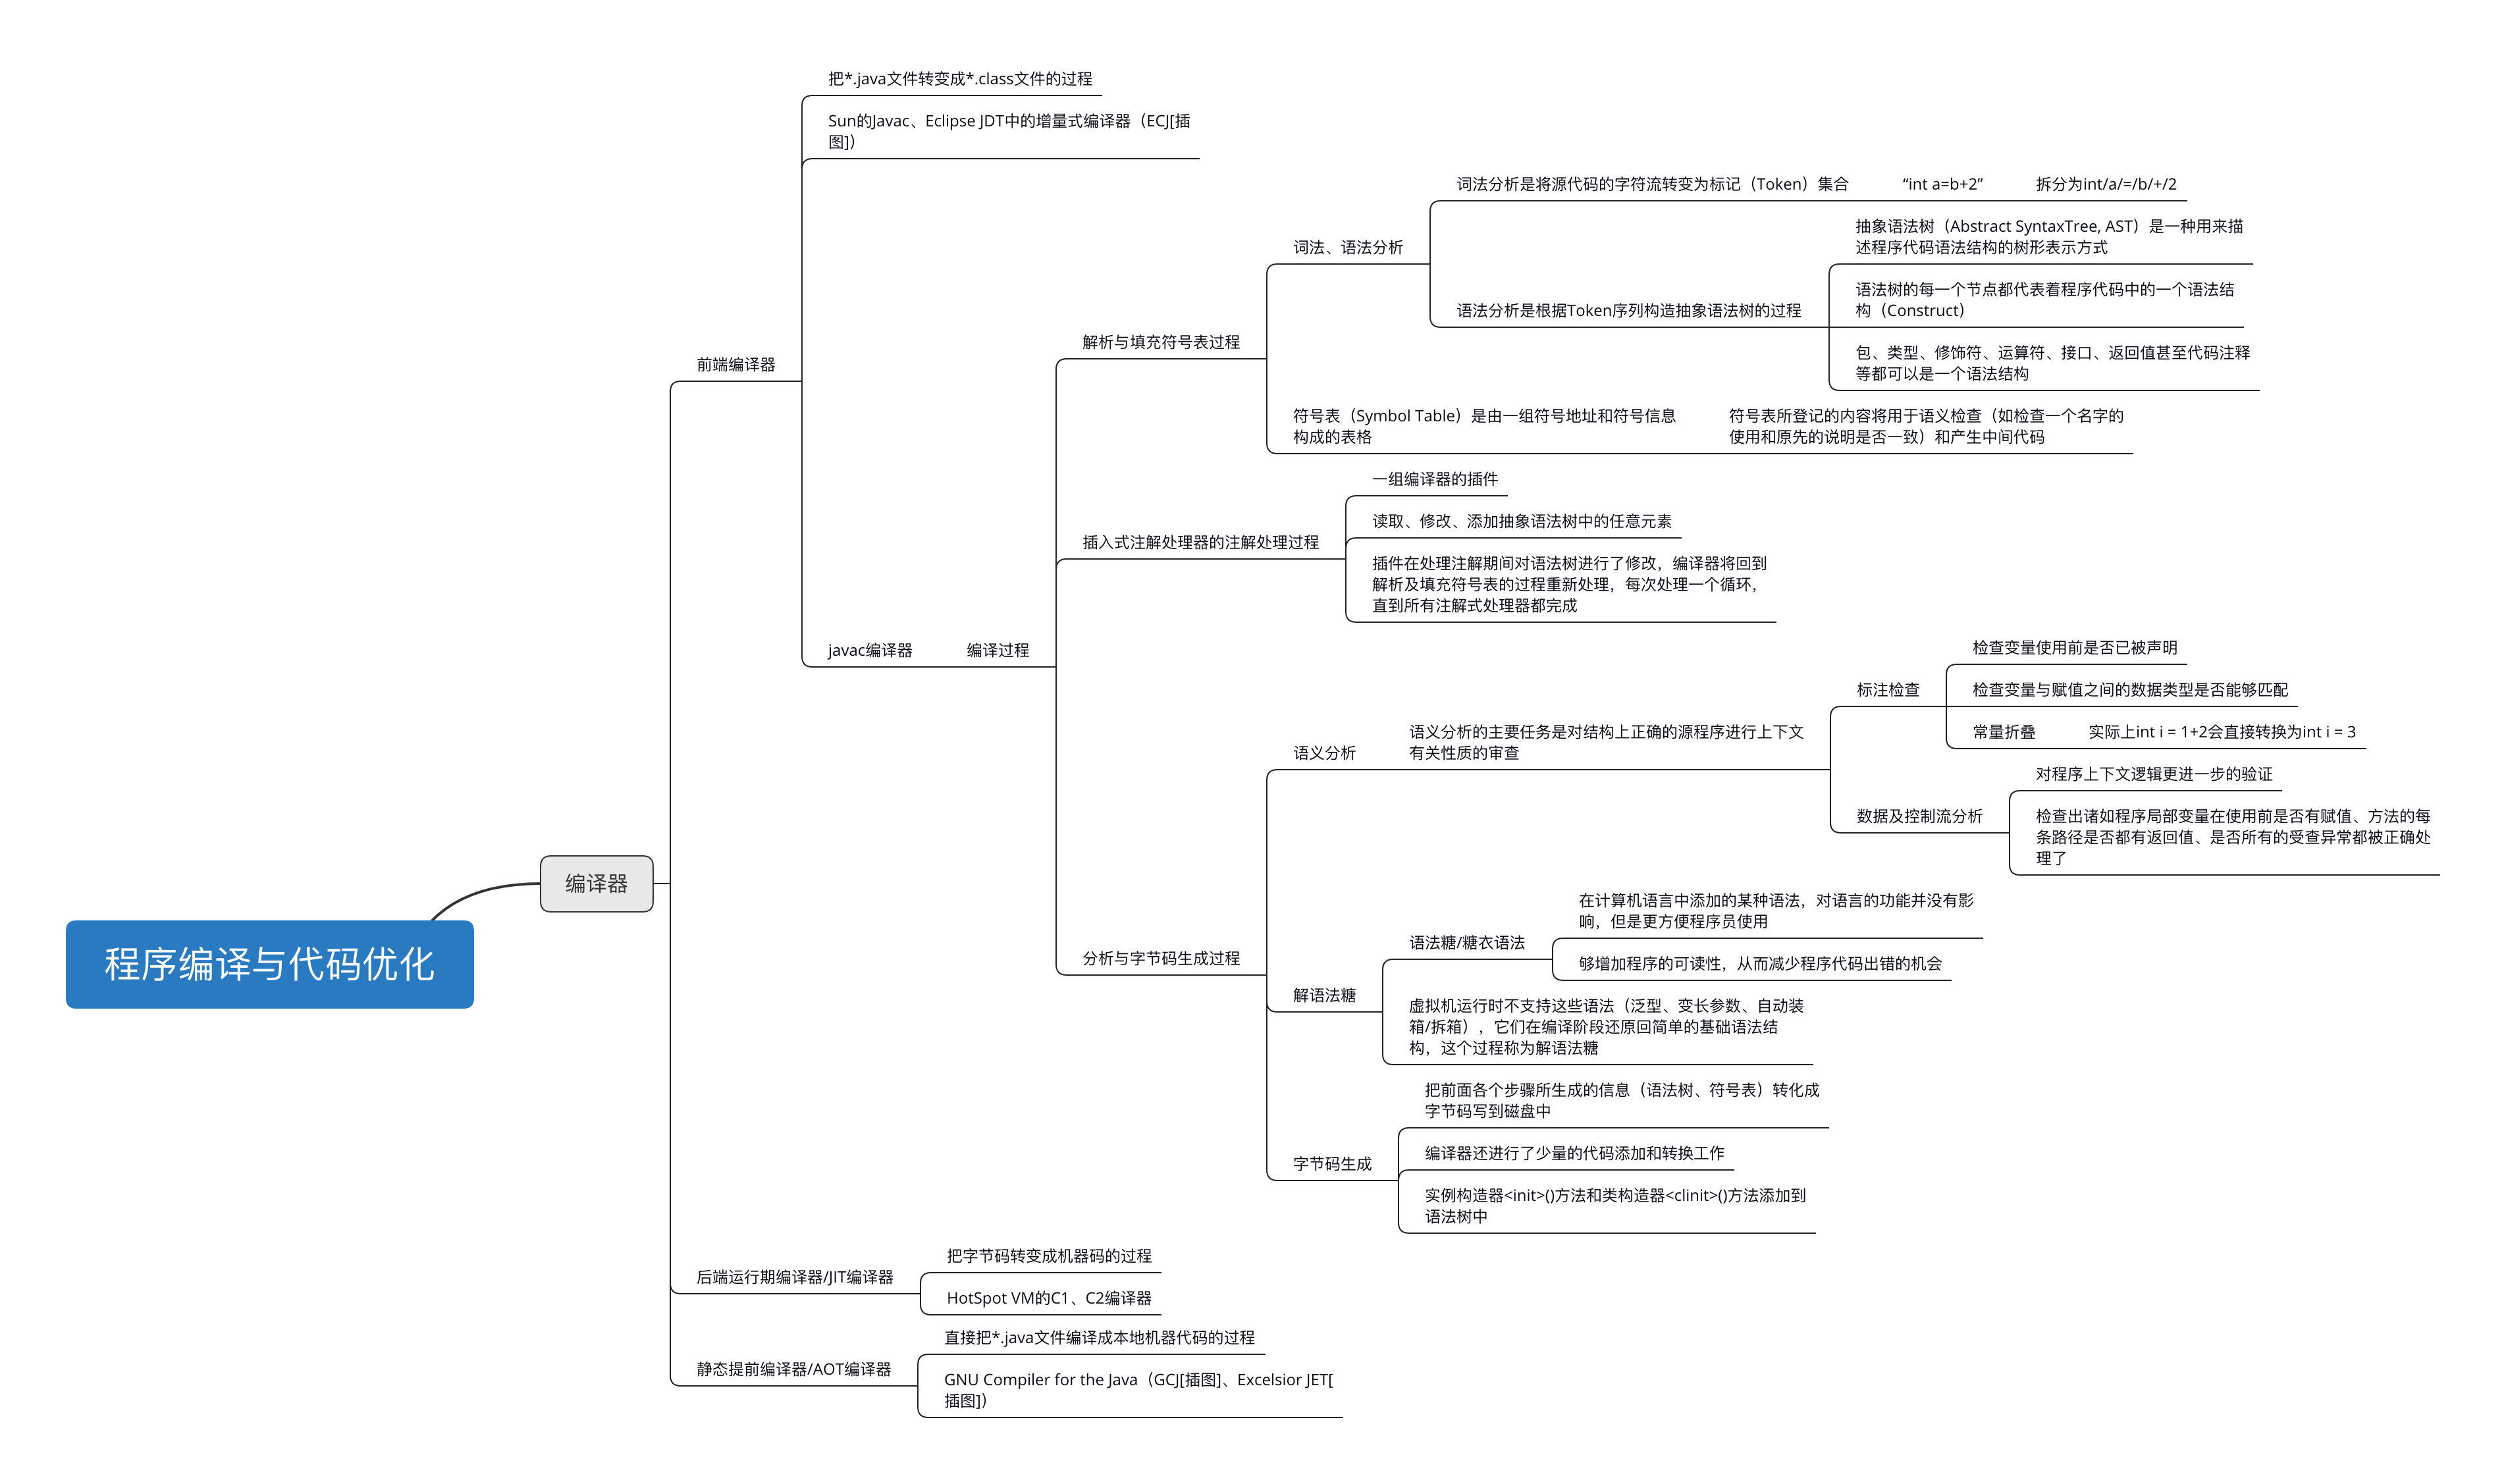 把*.java文件转变成*.class文件的过程
Sun的Javac、Eclipse JDT中的增量式编译器（ECJ[插
图]）
词法分析是将源代码的字符流转变为标记（Token）集合
“int a=b+2”
拆分为int/a/=/b/+/2
抽象语法树（Abstract SyntaxTree, AST）是一种用来描
述程序代码语法结构的树形表示方式
词法、语法分析
语法树的每一个节点都代表着程序代码中的一个语法结
构（Construct）
语法分析是根据Token序列构造抽象语法树的过程
解析与填充符号表过程
包、类型、修饰符、运算符、接口、返回值甚至代码注释
等都可以是一个语法结构
前端编译器
符号表（Symbol Table）是由一组符号地址和符号信息
构成的表格
符号表所登记的内容将用于语义检查（如检查一个名字的
使用和原先的说明是否一致）和产生中间代码
一组编译器的插件
读取、修改、添加抽象语法树中的任意元素
插入式注解处理器的注解处理过程
插件在处理注解期间对语法树进行了修改，编译器将回到
解析及填充符号表的过程重新处理，每次处理一个循环，
直到所有注解式处理器都完成
javac编译器
编译过程
检查变量使用前是否已被声明
标注检查
检查变量与赋值之间的数据类型是否能够匹配
语义分析
语义分析的主要任务是对结构上正确的源程序进行上下文
有关性质的审查
常量折叠
实际上int i = 1+2会直接转换为int i = 3
对程序上下文逻辑更进一步的验证
数据及控制流分析
检查出诸如程序局部变量在使用前是否有赋值、方法的每
条路径是否都有返回值、是否所有的受查异常都被正确处
理了
编译器
程序编译与代码优化
在计算机语言中添加的某种语法，对语言的功能并没有影
响，但是更方便程序员使用
语法糖/糖衣语法
分析与字节码生成过程
够增加程序的可读性，从而减少程序代码出错的机会
解语法糖
虚拟机运行时不支持这些语法（泛型、变长参数、自动装
箱/拆箱），它们在编译阶段还原回简单的基础语法结
构，这个过程称为解语法糖
把前面各个步骤所生成的信息（语法树、符号表）转化成
字节码写到磁盘中
编译器还进行了少量的代码添加和转换工作
字节码生成
实例构造器<init>()方法和类构造器<clinit>()方法添加到
语法树中
把字节码转变成机器码的过程
后端运行期编译器/JIT编译器
HotSpot VM的C1、C2编译器
直接把*.java文件编译成本地机器代码的过程
静态提前编译器/AOT编译器
GNU Compiler for the Java（GCJ[插图]、Excelsior JET[
插图]）